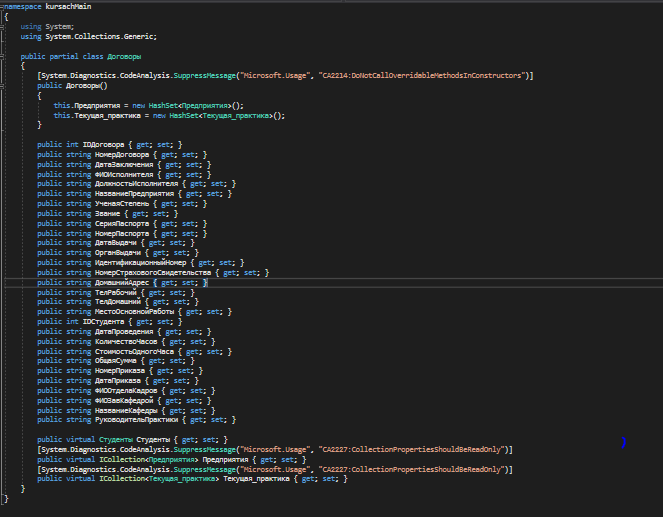 namespace kursachMain
{
using System;
using System.Collections.Generic;
public partial class Договоры
{
[System.Diagnostics.CodeAnalysis.SuppressMessage("Microsoft.Usage", "CA2214:DoNotCallOverridableMethodsInConstructors")]
public Договоры()
{
this.Предприятия = new HashSet<Предприятия>();
this.Текущая_практика = new HashSet<Текущая_практика>();
}
public int IDДоговора { get; set; }
public string НомерДоговора { get; set; }
public string ДатаЗаключения { get; set; }
public string ФИОИсполнителя { get; set; }
public string ДолжностьИсполнителя { get; set; }
public string НазваниеПредприятия { get; set; }
public string УченаяСтепень { get; set; }
public string Звание { get; set; }
public string СерияПаспорта { get; set; }
public string НомерПаспорта { get; set; }
public string ДатаВыдачи { get; set; }
public string ОрганВыдачи { get; set; }
public string ИдентификационныйНомер { get; set; }
public string НомерСтраховогоСвидетельства { get; set; }
public string ДомашнийАдрес { get; set; }
public string ТелРабочий { get; set; }
public string ТелДомашний { get; set; }
public string МестоОсновнойРаботы { get; set; }
public int IDСтудента { get; set; }
public string ДатаПроведения { get; set; }
public string КоличествоЧасов { get; set; }
public string СтоимостьОдногоЧаса { get; set; }
public string ОбщаяСумма { get; set; }
public string НомерПриказа { get; set; }
public string ДатаПриказа { get; set; }
public string ФИООтделаКадров { get; set; }
public string ФИОЗавКафедрой { get; set; }
public string НазваниеКафедры { get; set; }
public string РуководительПрактики { get; set; }
public virtual Студенты Студенты { get; set; }
[System.Diagnostics.CodeAnalysis.SuppressMessage("Microsoft.Usage", "CA2227:CollectionPropertiesShouldBeReadOnly")]
public virtual ICollection<Предприятия> Предприятия { get; set; }
[System.Diagnostics.CodeAnalysis.SuppressMessage("Microsoft.Usage", "CA2227:CollectionPropertiesShouldBeReadOnly")]
public virtual ICollection<Текущая_практика> Текущая_практика { get; set; }
}
}